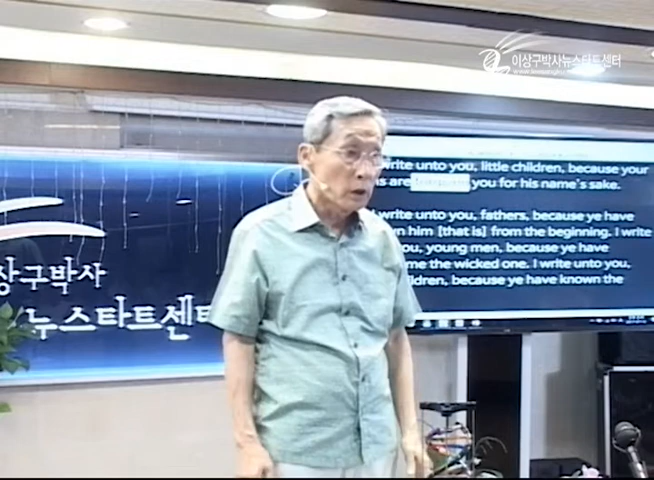 이상구박사뉴스타트센터
write unto you, little children, because your
are you for his name's sake.
write unto you, fathers, because ye have
him [that is] from the beginning. I write
you, young men, because ye have
the wicked one. I write unto you,
because ye have known the
상구박사
뉴스타트센터